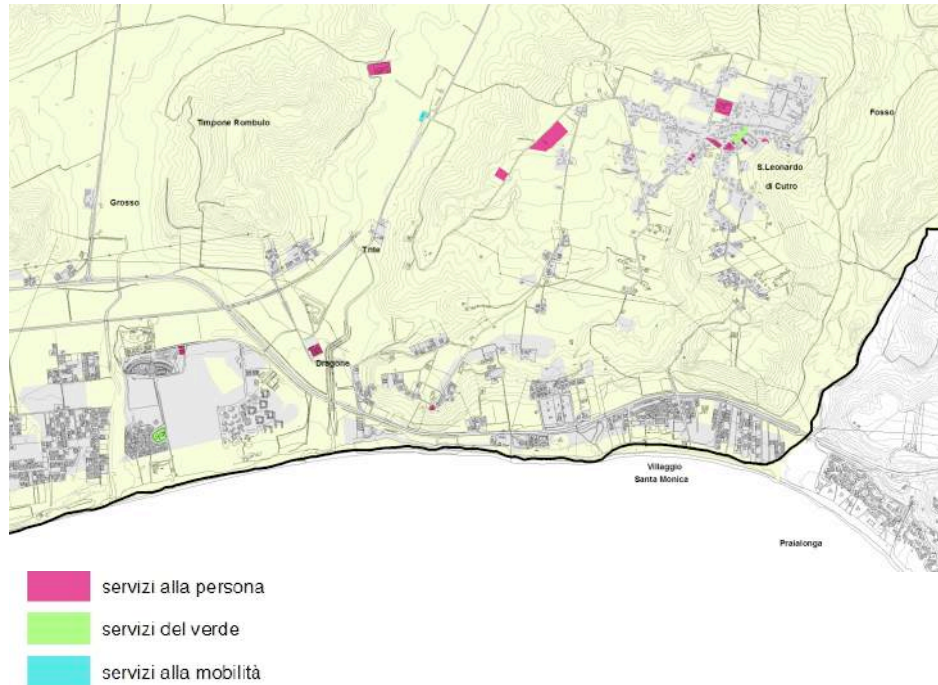 Timpone Rombulo
Fosso
S.Leonardo
di Cutro
Grosso
Dragone
Villaggio
Santa Monica
Praialonga
servizi alla persona
servizi del verde
servizi alla mobilità